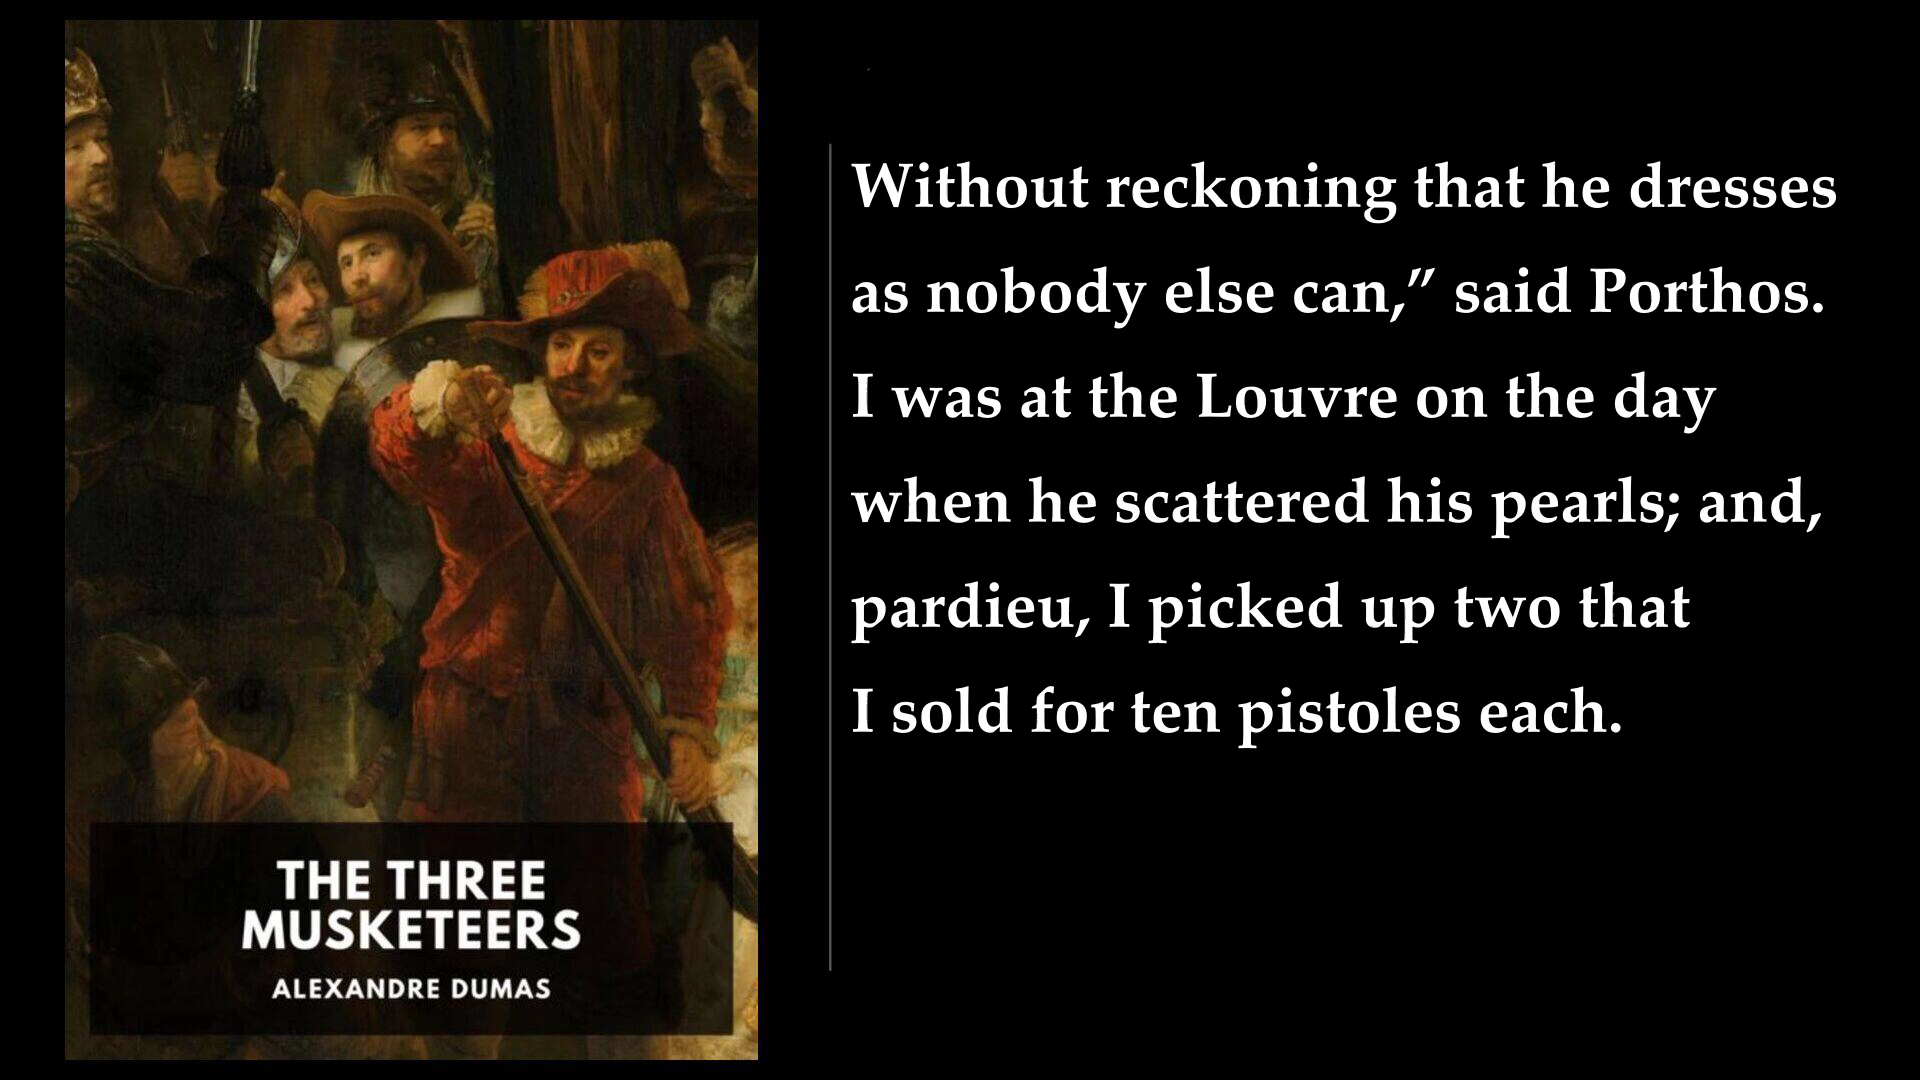 Without reckoning that he dresses
as nobody else can,” said Porthos.
I was at the Louvre on the day
when he scattered his pearls; and,
pardieu, I picked up two that
I sold for ten pistoles each.
THE THREE
MUSKETEERS
ALEXANDRE DUMAS